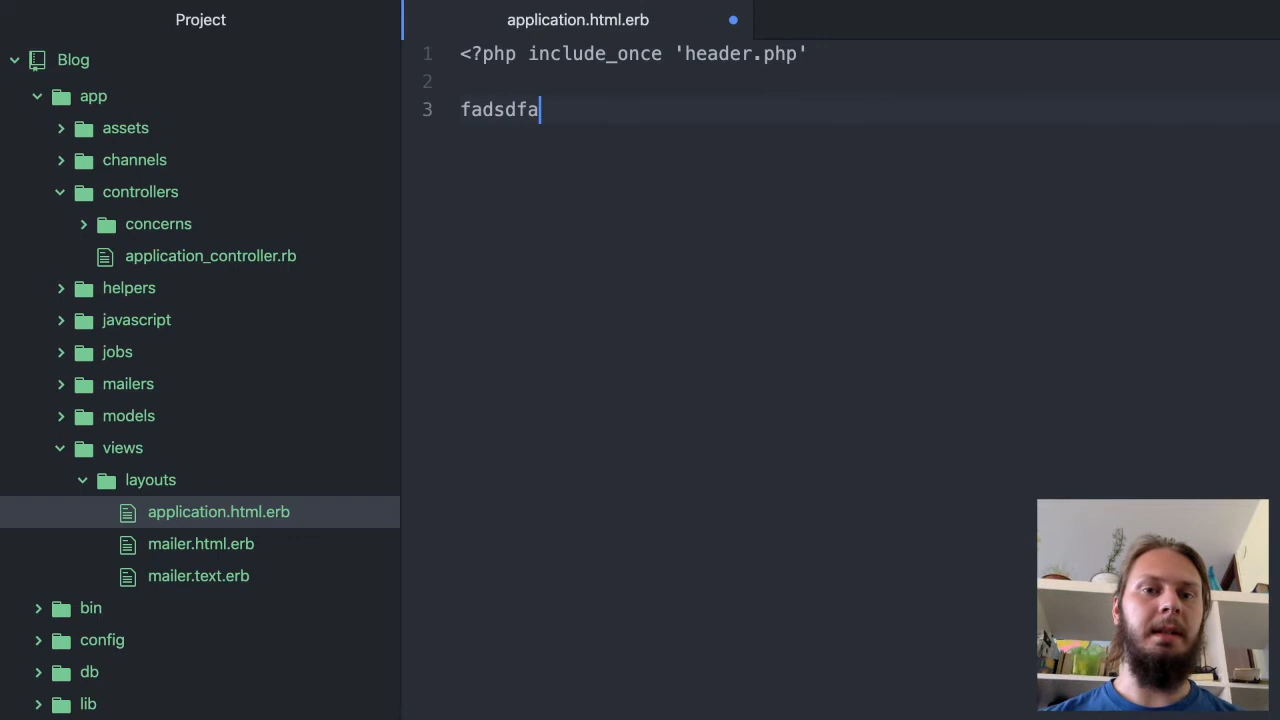 Project
Blog
app
assets
channels
controllers
concerns
application_controller.rb
helpers
javascript
jobs
mailers
models
views
layouts
application.html.erb
mailer.html.erb
mailer.text.erb
bin
config
db
lib
application.html.erb
1 <?php include_once 'header.php'
2
3 fadsdfa